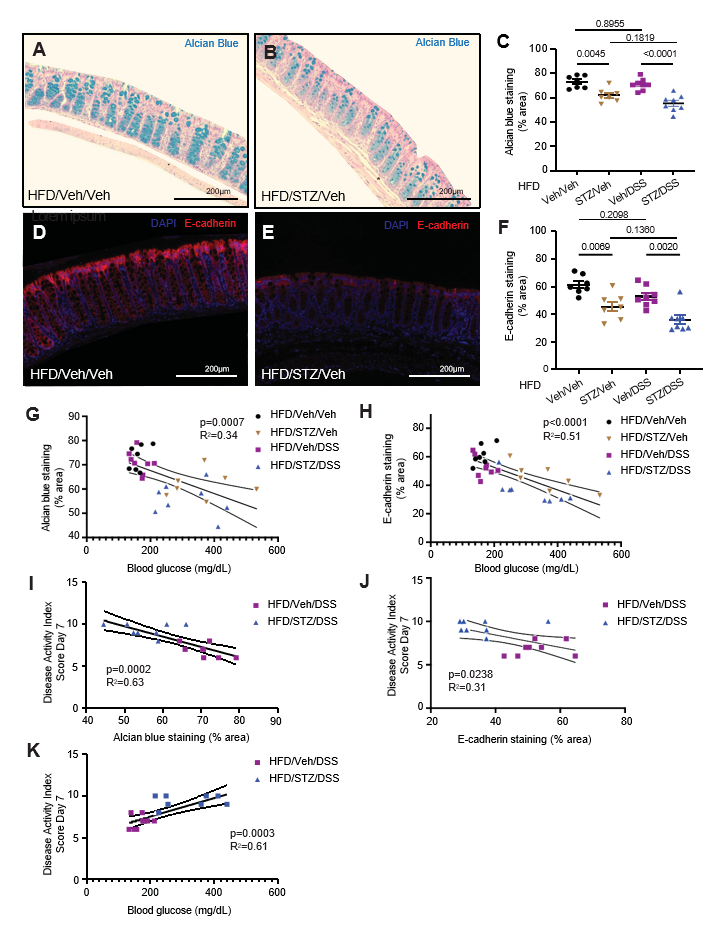 A
Alcian Blue
HFD/Veh/Veh
200μm
B
Alcian Blue
HFD/STZ/Veh
200μm
C
0.8955
0.1819
0.0045
<0.0001
Alcian blue staining
(% area)
100
80
60
40
20
0
HFD
Veh/Veh
STZ/Veh
Veh/DSS
STZ/DSS
Lorem ipsum
D
DAPI E-cadherin
HFD/Veh/Veh
200μm
E
DAPI E-cadherin
HFD/STZ/Veh
200μm
F
0.2098
0.1360
0.0069
0.0020
E-cadherin staining
(% area)
100
80
60
40
20
0
HFD
Veh/Veh
STZ/Veh
Veh/DSS
STZ/DSS
G
Alcian blue staining
(% area)
90
80
70
60
50
40
0
200
400
600
Blood glucose (mg/dL)
p=0.0007
R²=0.34
HFD/Veh/Veh
HFD/STZ/Veh
HFD/Veh/DSS
HFD/STZ/DSS
H
E-cadherin staining
(% area)
80
60
40
20
0
0
200
400
600
Blood glucose (mg/dL)
p<0.0001
R²=0.51
HFD/Veh/Veh
HFD/STZ/Veh
HFD/Veh/DSS
HFD/STZ/DSS
I
Disease Activity Index
Score Day 7
15
10
5
0
40
50
60
70
80
90
Alcian blue staining (% area)
p=0.0002
R²=0.63
HFD/Veh/DSS
HFD/STZ/DSS
J
Disease Activity Index
Score Day 7
15
10
5
0
20
40
60
80
E-cadherin staining (% area)
p=0.0238
R²=0.31
HFD/Veh/DSS
HFD/STZ/DSS
K
Disease Activity Index
Score Day 7
15
10
5
0
0
200
400
600
Blood glucose (mg/dL)
p=0.0003
R²=0.61
HFD/Veh/DSS
HFD/STZ/DSS